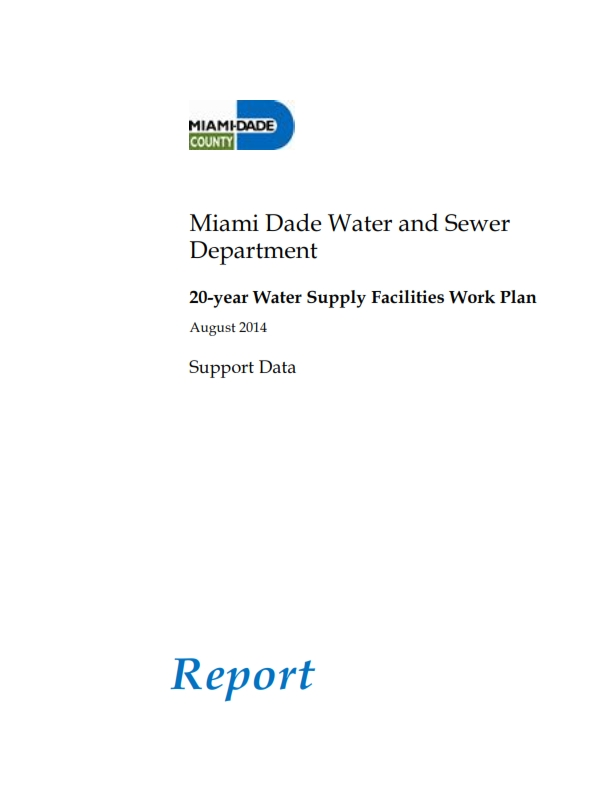 MIAMI-DADE
COUNTY
Miami Dade Water and Sewer
Department
20-year Water Supply Facilities Work Plan
August 2014
Support Data
Report